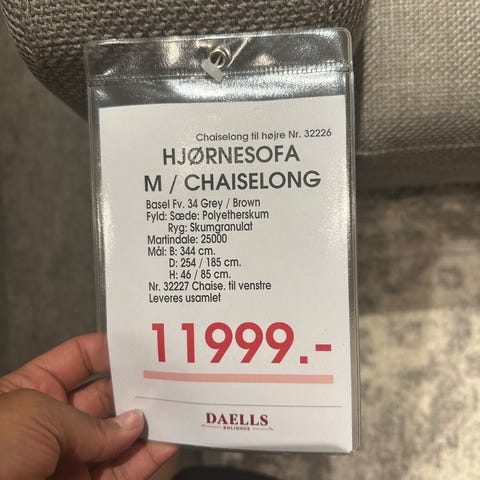 Chaiselong til højre Nr. 32226
HJØRNESOFA
M / CHAISELONG
Basel Fv. 34 Grey / Brown
Fyld: Sæde: Polyetherskum
Ryg: Skumgranulat
Martindale: 25000
Mål: B: 344 cm.
D: 254 / 185 cm.
H: 46 / 85 cm.
Nr. 32227 Chaise. til venstre
Leveres usamlet
11999.-
DAELLS
BOLIGHUS